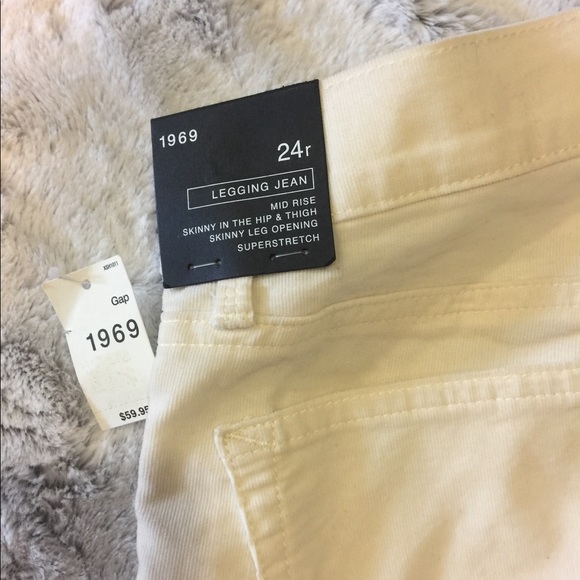 1969
24r
LEGGING JEAN
MID RISE
SKINNY IN THE HIP & THIGH
SKINNY LEG OPENING
SUPERSTRETCH
Gap
1969
$59.95